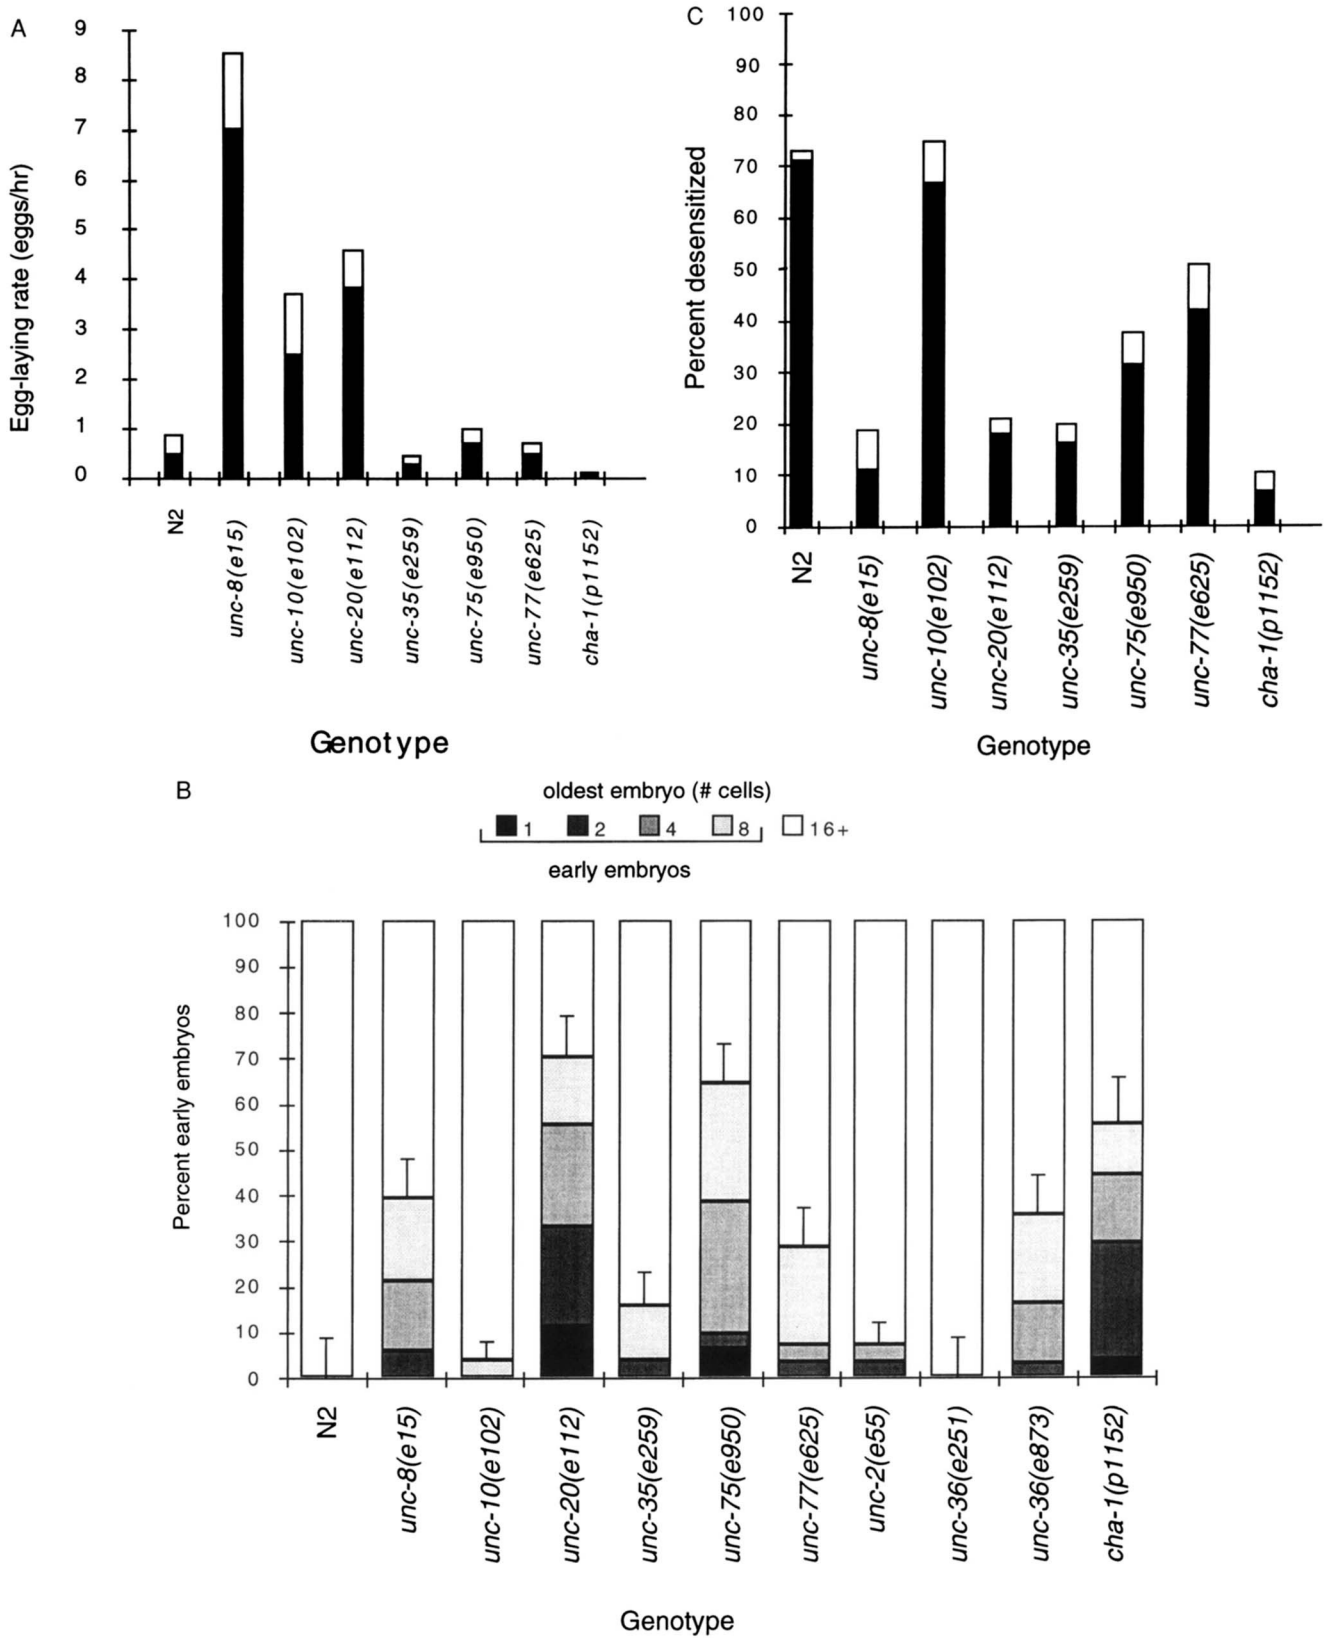 A
Egg-laying rate (eggs/hr)
9
8
7
6
5
4
3
2
1
0
N2
unc-8(e15)
unc-10(e102)
unc-20(e112)
unc-35(e259)
unc-75(e950)
unc-77(e625)
cha-1(p1152)
Genotype
C
Percent desensitized
100
90
80
70
60
50
40
30
20
10
0
N2
unc-8(e15)
unc-10(e102)
unc-20(e112)
unc-35(e259)
unc-75(e950)
unc-77(e625)
cha-1(p1152)
Genotype
B
oldest embryo (# cells)
1 2 4 8 16+
early embryos
Percent early embryos
100
90
80
70
60
50
40
30
20
10
0
N2
unc-8(e15)
unc-10(e102)
unc-20(e112)
unc-35(e259)
unc-75(e950)
unc-77(e625)
unc-2(e55)
unc-36(e251)
unc-36(e873)
cha-1(p1152)
Genotype